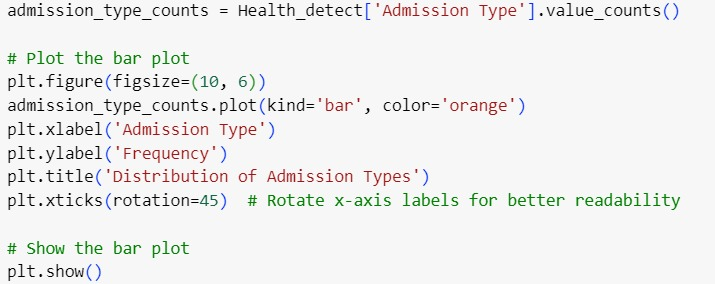 admission_type_counts = Health_detect['Admission Type'].value_counts()
# Plot the bar plot
plt.figure(figsize=(10, 6))
admission_type_counts.plot(kind='bar', color='orange')
plt.xlabel('Admission Type')
plt.ylabel('Frequency')
plt.title('Distribution of Admission Types')
plt.xticks(rotation=45)  # Rotate x-axis labels for better readability
# Show the bar plot
plt.show()